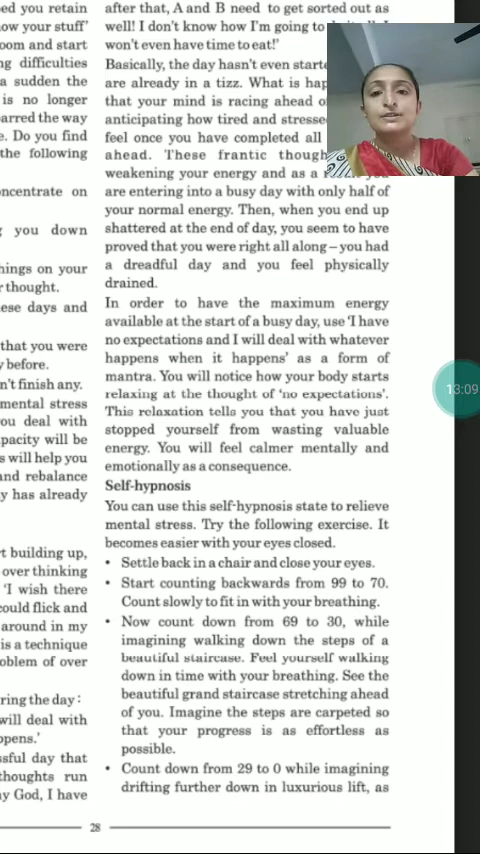 ed you retain
ow your stuff’
oom and start
ng difficulties
a sudden the
is no longer
arred the way
e. Do you find
the following
ncentrate on
g you down
hings on your
r thought.
ese days and
that you were
y before.
n't finish any.
mental stress
ou deal with
pacity will be
s will help you
and rebalance
y has already
t building up,
over thinking
‘I wish there
could flick and
around in my
is a technique
oblem of over
ring the day :
will deal with
opens.’
ssful day that
thoughts run
y God, I have
after that, A and B need to get sorted out as
well! I don't know how I'm going to
won't even have time to eat!’
Basically, the day hasn't even starte
are already in a tizz. What is hap
that your mind is racing ahead o
anticipating how tired and stresse
feel once you have completed all
ahead. These frantic though
weakening your energy and as a
are entering into a busy day with only half of
your normal energy. Then, when you end up
shattered at the end of day, you seem to have
proved that you were right all along – you had
a dreadful day and you feel physically
drained.
In order to have the maximum energy
available at the start of a busy day, use ‘I have
no expectations and I will deal with whatever
happens when it happens’ as a form of
mantra. You will notice how your body starts
relaxing at the thought of ‘no expectations’.
This relaxation tells you that you have just
stopped yourself from wasting valuable
energy. You will feel calmer mentally and
emotionally as a consequence.
Self-hypnosis
You can use this self-hypnosis state to relieve
mental stress. Try the following exercise. It
becomes easier with your eyes closed.
• Settle back in a chair and close your eyes.
• Start counting backwards from 99 to 70.
Count slowly to fit in with your breathing.
• Now count down from 69 to 30, while
imagining walking down the steps of a
beautiful staircase. Feel yourself walking
down in time with your breathing. See the
beautiful grand staircase stretching ahead
of you. Imagine the steps are carpeted so
that your progress is as effortless as
possible.
• Count down from 29 to 0 while imagining
drifting further down in luxurious lift, as
28
13:09